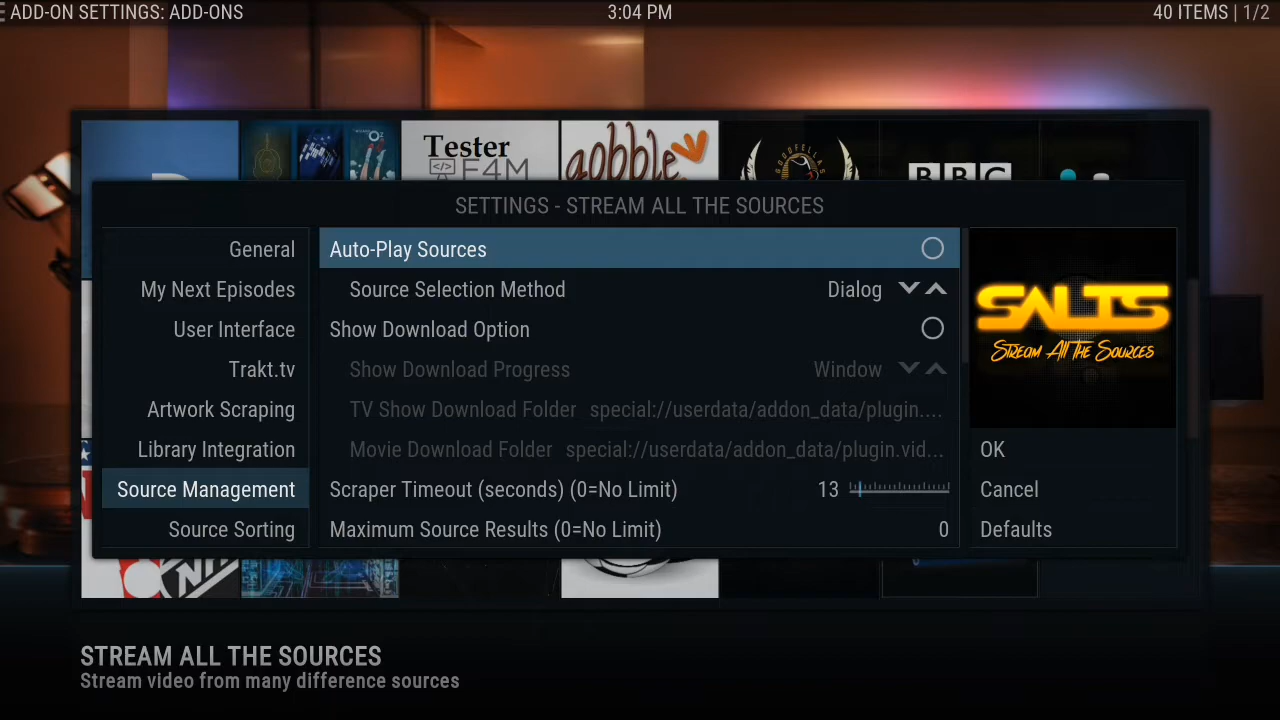 ADD-ON SETTINGS: ADD-ONS
3:04 PM
40 ITEMS | 1/2
Tester
</> F4M
gobble
GOODFELLAS
BBC
SETTINGS - STREAM ALL THE SOURCES
General
My Next Episodes
User Interface
Trakt.tv
Artwork Scraping
Library Integration
Source Management
Source Sorting
Auto-Play Sources
Source Selection Method Dialog
Show Download Option
Show Download Progress Window
TV Show Download Folder special://userdata/addon_data/plugin....
Movie Download Folder special://userdata/addon_data/plugin.vid...
Scraper Timeout (seconds) (0=No Limit) 13
Maximum Source Results (0=No Limit) 0
SALTS
STREAM ALL THE SOURCES
OK
Cancel
Defaults
STREAM ALL THE SOURCES
Stream video from many difference sources